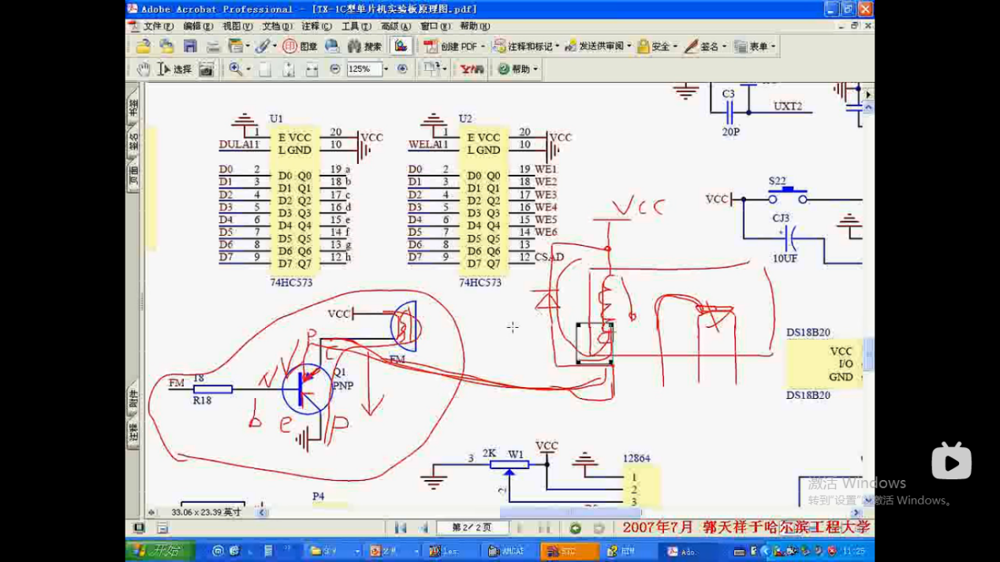 Adobe Acrobat Professional - [TX-1C型单片机实验板原理图.pdf]
文件(F) 编辑(E) 视图(V) 文档(D) 注释(C) 工具(T) 高级(A) 窗口(W) 帮助(H)
搜索 图章 创建 PDF 注释和标记 发送供审阅 安全 签名 表单
选择 125% 帮助
书签
签名
页面
附件
注释
C3
UXT2
20P
U1
1 E VCC 20 VCC
DULA11 L GND 10
D0 2 D0 Q0 19 a
D1 3 D1 Q1 18 b
D2 4 D2 Q2 17 c
D3 5 D3 Q3 16 d
D4 6 D4 Q4 15 e
D5 7 D5 Q5 14 f
D6 8 D6 Q6 13 g
D7 9 D7 Q7 12 h
74HC573
U2
1 E VCC 20 VCC
WELA11 L GND 10
D0 2 D0 Q0 19 WE1
D1 3 D1 Q1 18 WE2
D2 4 D2 Q2 17 WE3
D3 5 D3 Q3 16 WE4
D4 6 D4 Q4 15 WE5
D5 7 D5 Q5 14 WE6
D6 8 D6 Q6 13
D7 9 D7 Q7 12 CSAD
74HC573
VCC
S22
VCC
CJ3
10UF
VCC
FM
P
Q1
PNP
FM
R18
N
b
e
P
DS18B20
VCC
I/O
GND
DS18B20
3 2K W1 VCC
2
12864
1
2
3
P4
激活 Windows
转到"设置"以激活 Windows。
33.06 x 23.39 英寸
第 2 / 2 页
2007年7月 郭天祥于哈尔滨工程大学
开始
STC
Ado
11:25